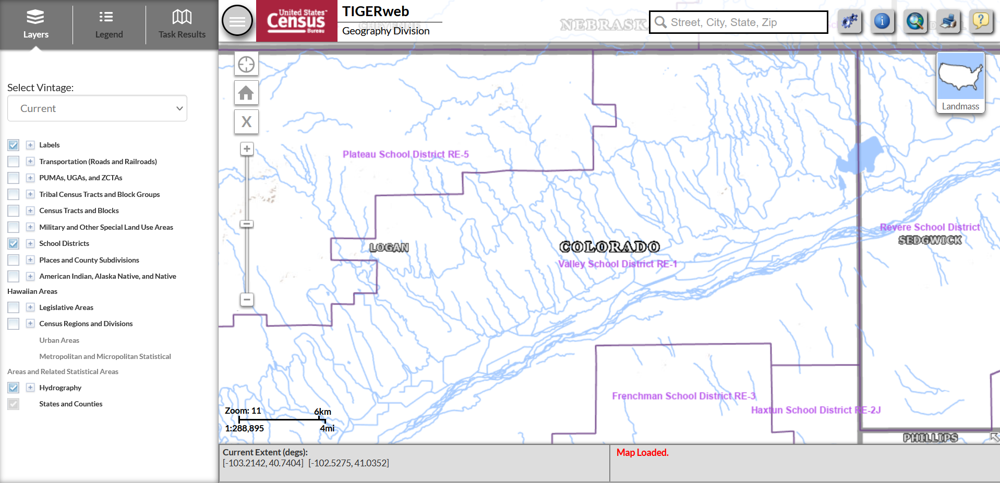 Layers
Legend
Task Results
United States™
Census
Bureau
TIGERweb
Geography Division
CHEYENNE
NEBRASK
Street, City, State, Zip
Landmass
Select Vintage:
Current
Labels
Transportation (Roads and Railroads)
PUMAs, UGAs, and ZCTAs
Tribal Census Tracts and Block Groups
Census Tracts and Blocks
Military and Other Special Land Use Areas
School Districts
Places and County Subdivisions
American Indian, Alaska Native, and Native
Hawaiian Areas
Legislative Areas
Census Regions and Divisions
Urban Areas
Metropolitan and Micropolitan Statistical
Areas and Related Statistical Areas
Hydrography
States and Counties
X
Plateau School District RE-5
LOGAN
COLORADO
Valley School District RE-1
Revere School District
SEDGWICK
Frenchman School District RE-3
Haxtun School District RE-2J
PHILLIPS
Zoom: 11
6km
1:288,895
4mi
Current Extent (degs):
[-103.2142, 40.7404] [-102.5275, 41.0352]
Map Loaded.